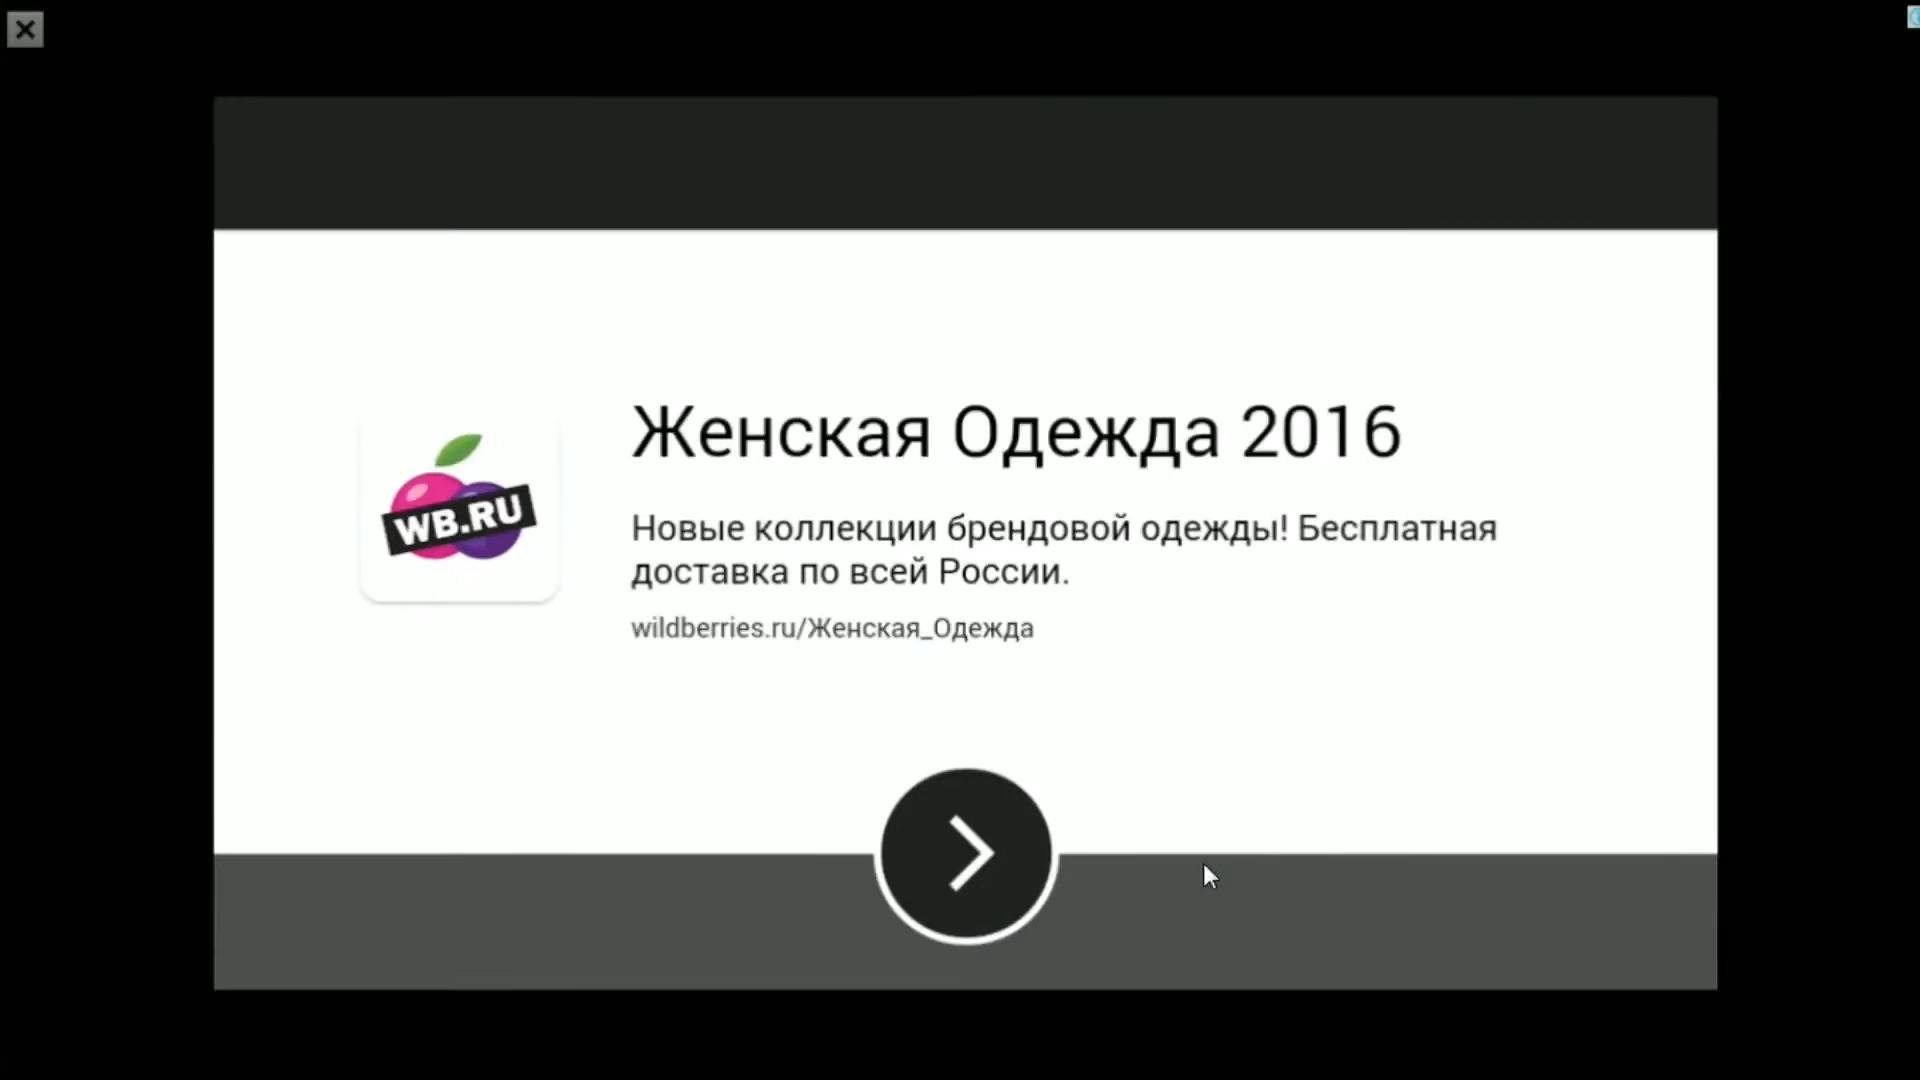 Женская Одежда 2016
WB.RU
Новые коллекции брендовой одежды! Бесплатная
доставка по всей России.
wildberries.ru/Женская_Одежда